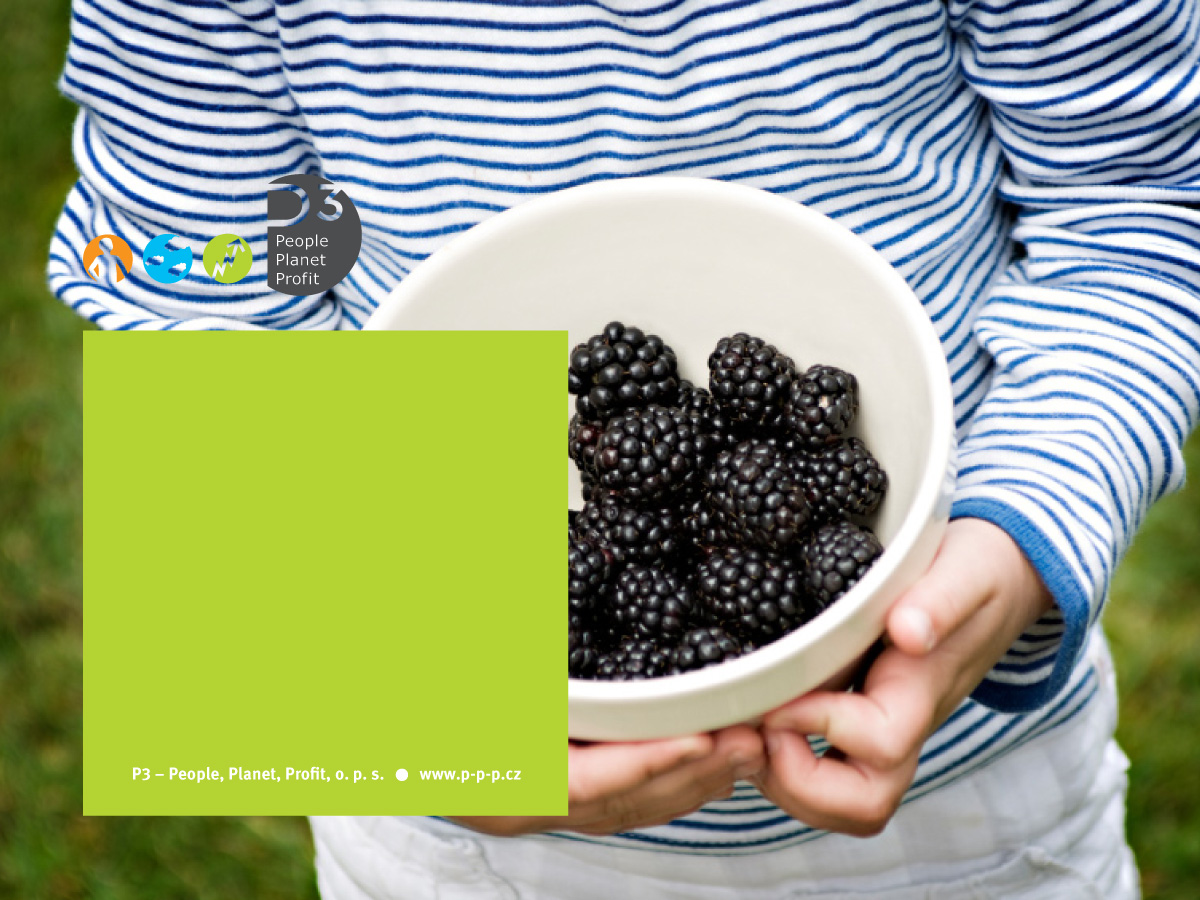 P3
People
Planet
Profit
P3 – People, Planet, Profit, o. p. s. ● www.p-p-p.cz